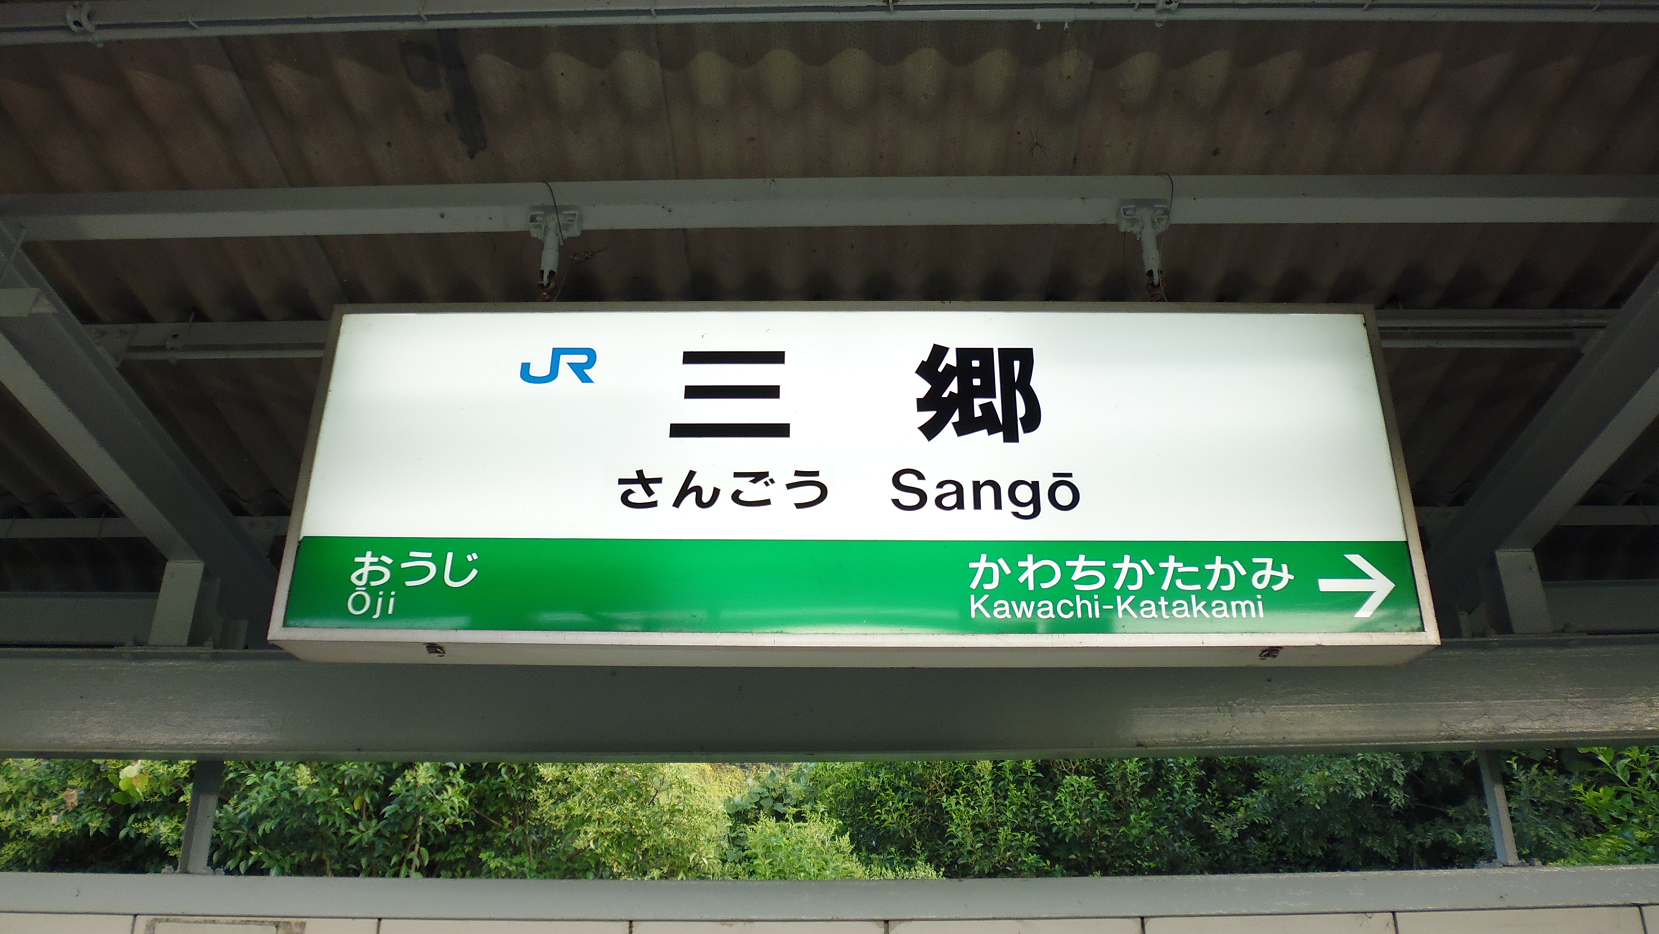 JR 三郷
さんごう Sangō
おうじ かわちかたかみ →
Ōji Kawachi-Katakami